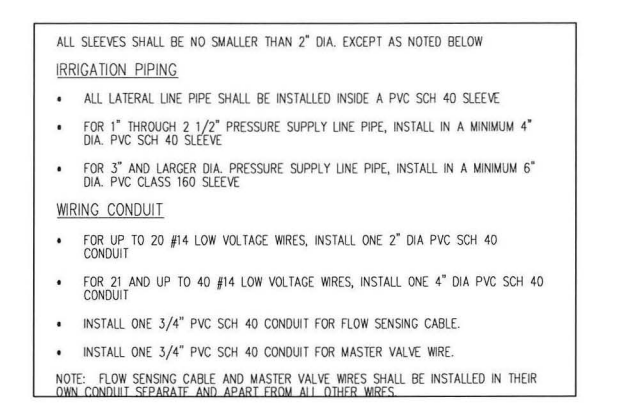 ALL SLEEVES SHALL BE NO SMALLER THAN 2" DIA. EXCEPT AS NOTED BELOW
IRRIGATION PIPING
• ALL LATERAL LINE PIPE SHALL BE INSTALLED INSIDE A PVC SCH 40 SLEEVE
• FOR 1" THROUGH 2 1/2" PRESSURE SUPPLY LINE PIPE, INSTALL IN A MINIMUM 4"
DIA. PVC SCH 40 SLEEVE
• FOR 3" AND LARGER DIA. PRESSURE SUPPLY LINE PIPE, INSTALL IN A MINIMUM 6"
DIA. PVC CLASS 160 SLEEVE
WIRING CONDUIT
• FOR UP TO 20 #14 LOW VOLTAGE WIRES, INSTALL ONE 2" DIA PVC SCH 40
CONDUIT
• FOR 21 AND UP TO 40 #14 LOW VOLTAGE WIRES, INSTALL ONE 4" DIA PVC SCH 40
CONDUIT
• INSTALL ONE 3/4" PVC SCH 40 CONDUIT FOR FLOW SENSING CABLE.
• INSTALL ONE 3/4" PVC SCH 40 CONDUIT FOR MASTER VALVE WIRE.
NOTE: FLOW SENSING CABLE AND MASTER VALVE WIRES SHALL BE INSTALLED IN THEIR
OWN CONDUIT SEPARATE AND APART FROM ALL OTHER WIRES.